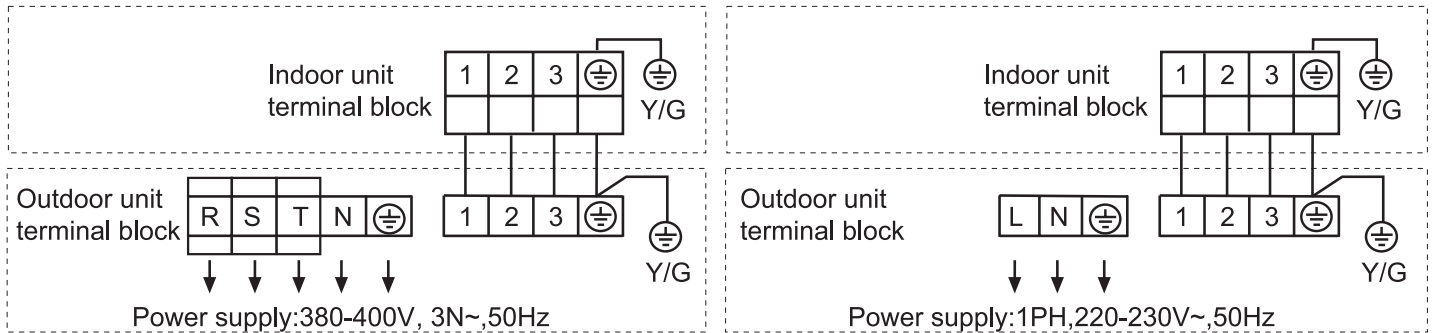 Indoor unit
terminal block
1 2 3
Y/G
Outdoor unit
terminal block
R S T N
1 2 3
Y/G
Power supply:380-400V, 3N~,50Hz
Indoor unit
terminal block
1 2 3
Y/G
Outdoor unit
terminal block
L N
1 2 3
Y/G
Power supply:1PH,220-230V~,50Hz